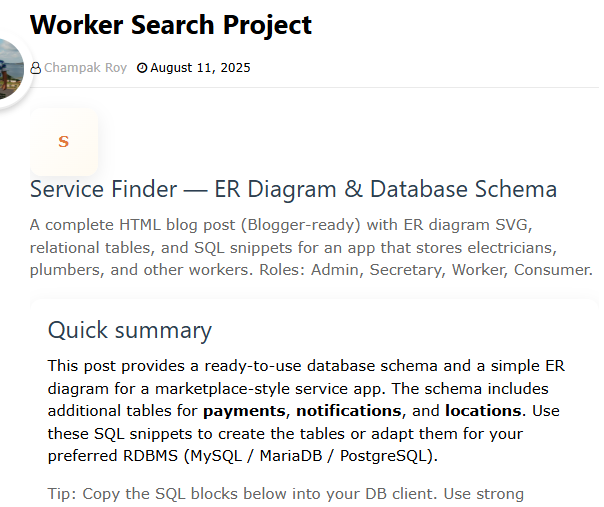 Worker Search Project
Champak Roy August 11, 2025
S
Service Finder — ER Diagram & Database Schema
A complete HTML blog post (Blogger-ready) with ER diagram SVG,
relational tables, and SQL snippets for an app that stores electricians,
plumbers, and other workers. Roles: Admin, Secretary, Worker, Consumer.
Quick summary
This post provides a ready-to-use database schema and a simple ER
diagram for a marketplace-style service app. The schema includes
additional tables for payments, notifications, and locations. Use
these SQL snippets to create the tables or adapt them for your
preferred RDBMS (MySQL / MariaDB / PostgreSQL).
Tip: Copy the SQL blocks below into your DB client. Use strong